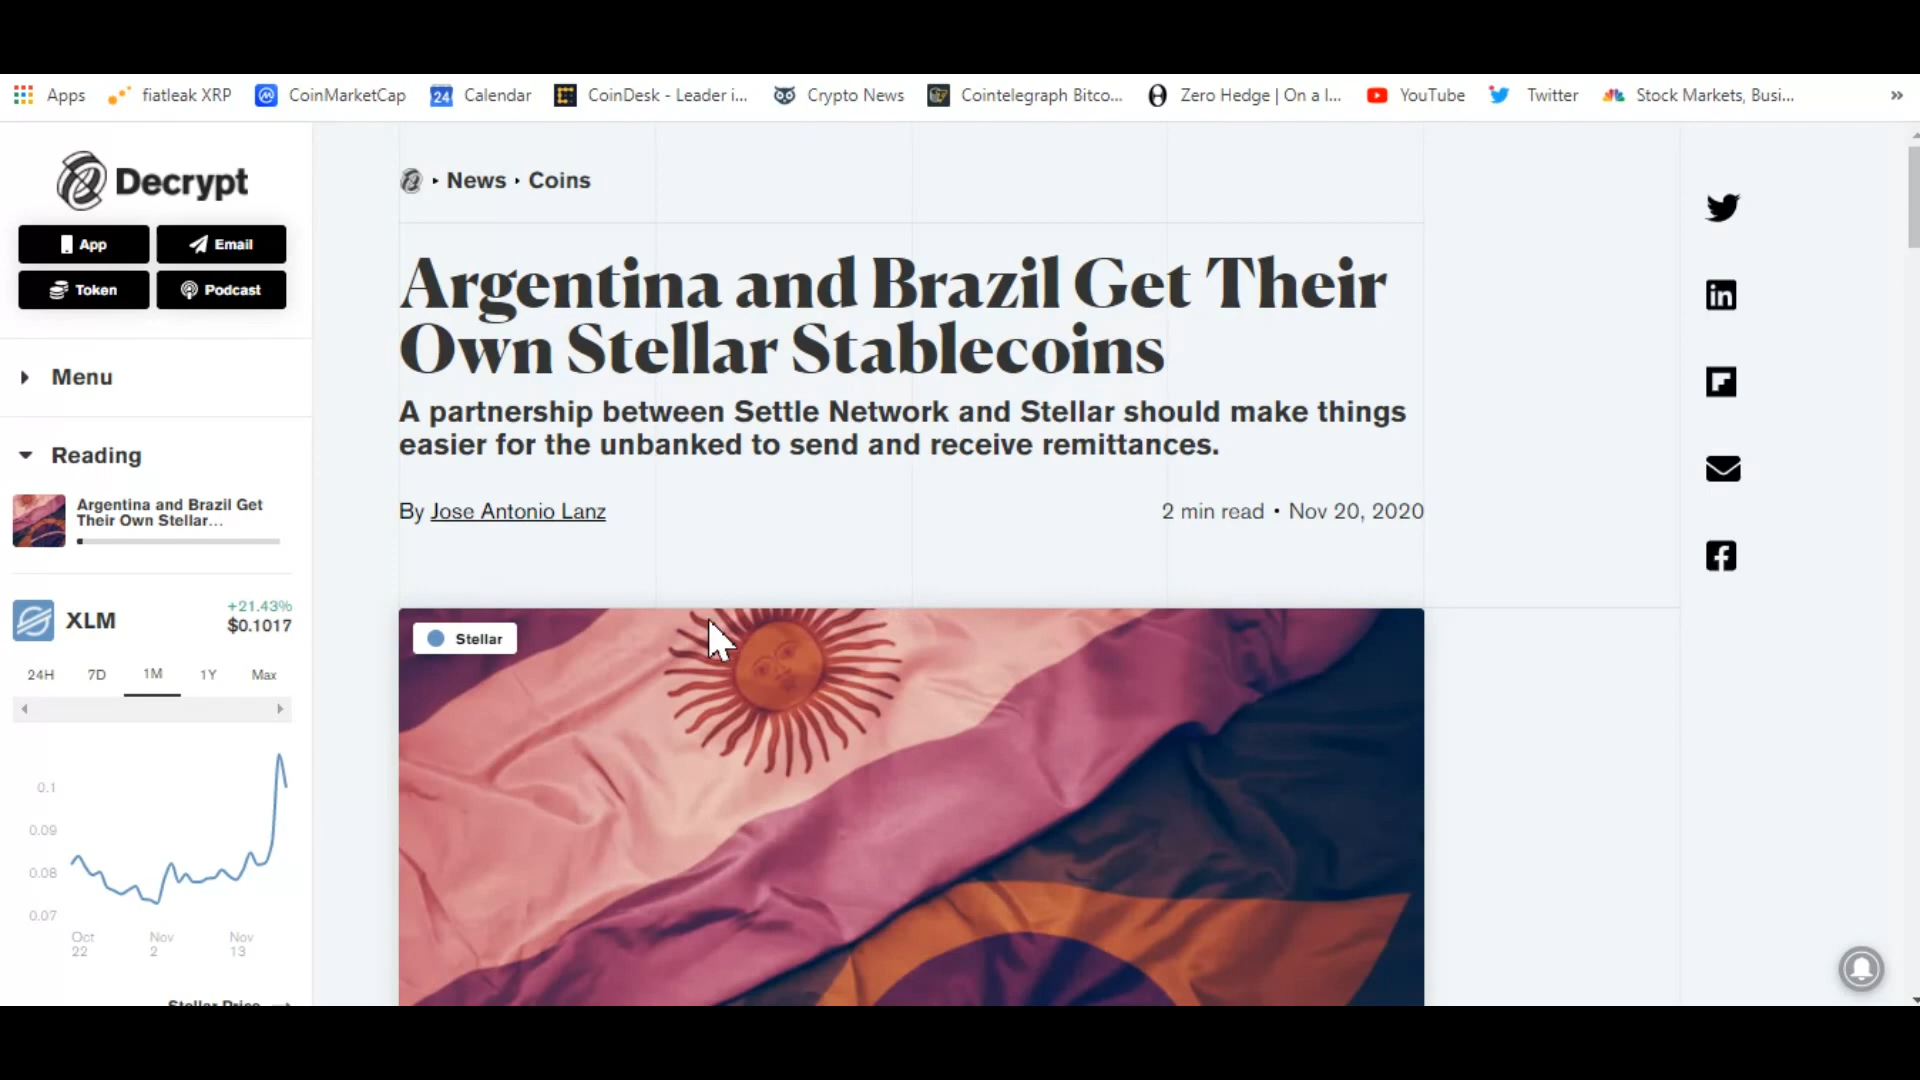 Apps
fiatleak XRP
CoinMarketCap
24
Calendar
CoinDesk - Leader i...
Crypto News
Cointelegraph Bitco...
Zero Hedge | On a l...
YouTube
Twitter
Stock Markets, Busi...
»
Decrypt
App
Email
Token
Podcast
Menu
Reading
Argentina and Brazil Get
Their Own Stellar...
XLM
+21.43%
$0.1017
24H
7D
1M
1Y
Max
0.1
0.09
0.08
0.07
Oct
22
Nov
2
Nov
13
Stellar Price →
News
Coins
Argentina and Brazil Get Their
Own Stellar Stablecoins
A partnership between Settle Network and Stellar should make things
easier for the unbanked to send and receive remittances.
By Jose Antonio Lanz
2 min read • Nov 20, 2020
Stellar